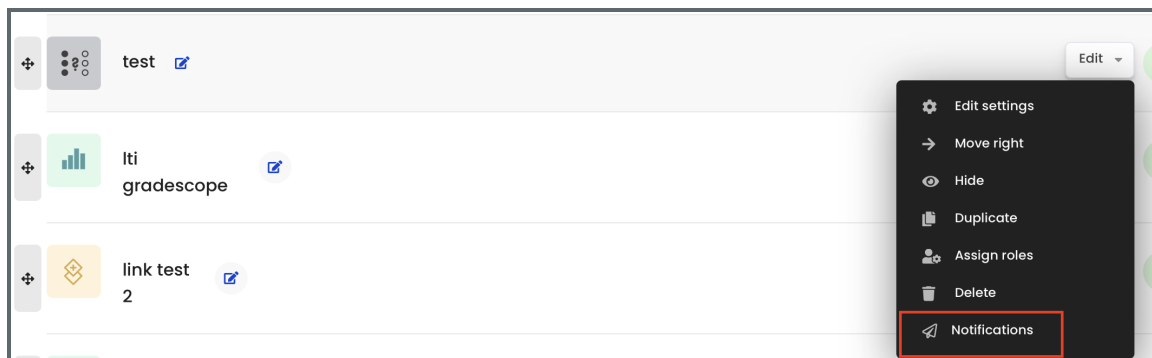 test
Edit
Edit settings
lti
gradescope
Move right
Hide
Duplicate
link test
2
Assign roles
Delete
Notifications